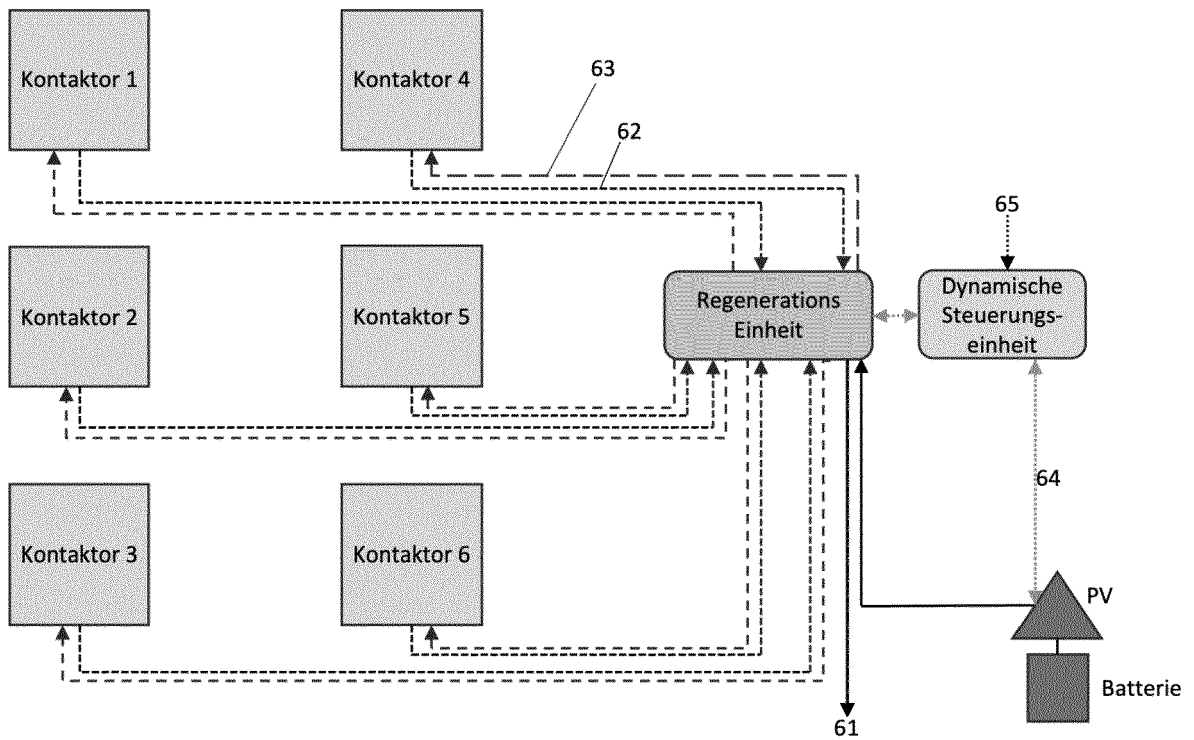 Kontaktor 1
Kontaktor 4
63
62
65
Kontaktor 2
Kontaktor 5
Regenerations
Einheit
Dynamische
Steuerungs-
einheit
64
Kontaktor 3
Kontaktor 6
PV
Batterie
61